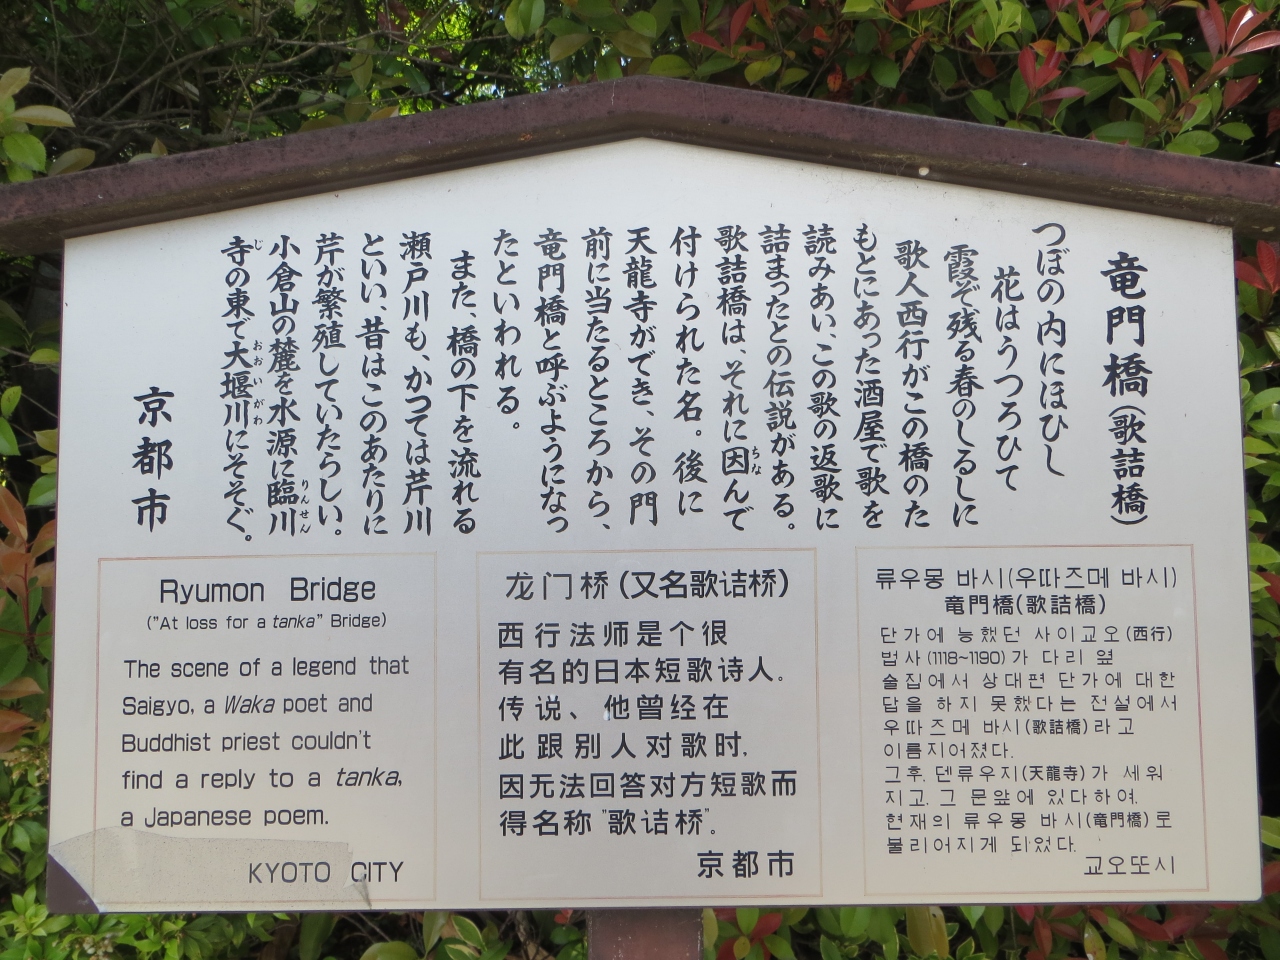 竜門橋（歌詰橋）
つぼの内にほひし
花はうつろひて
霞ぞ残る春のしるしに
歌人西行がこの橋のた
もとにあった酒屋で歌を
読みあい、この歌の返歌に
詰まったとの伝説がある。
歌詰橋は、それに因んで
付けられた名。後に
天龍寺ができ、その門
前に当たるところから、
竜門橋と呼ぶようになっ
たといわれる。
また、橋の下を流れる
瀬戸川も、かつては芹川
といい、昔はこのあたりに
芹が繁殖していたらしい。
小倉山の麓を水源に臨川
寺の東で大堰川にそそぐ。
京都市
Ryumon Bridge
("At loss for a tanka" Bridge)
The scene of a legend that
Saigyo, a Waka poet and
Buddhist priest couldn't
find a reply to a tanka,
a Japanese poem.
KYOTO CITY
龙门桥(又名歌诘桥)
西行法师是个很
有名的日本短歌诗人。
传说、他曾经在
此跟别人对歌时,
因无法回答对方短歌而
得名称"歌诘桥"。
京都市
류우몽 바시(우따즈메 바시)
竜門橋(歌詰橋)
단가에 능했던 사이교오(西行)
법사(1118~1190)가 다리 옆
술집에서 상대편 단가에 대한
답을 하지 못했다는 전설에서
우따즈메 바시(歌詰橋)라고
이름지어졌다.
그후, 덴류우지(天龍寺)가 세워
지고, 그 문앞에 있다하여,
현재의 류우몽 바시(竜門橋)로
불리어지게 되었다.
교오또시